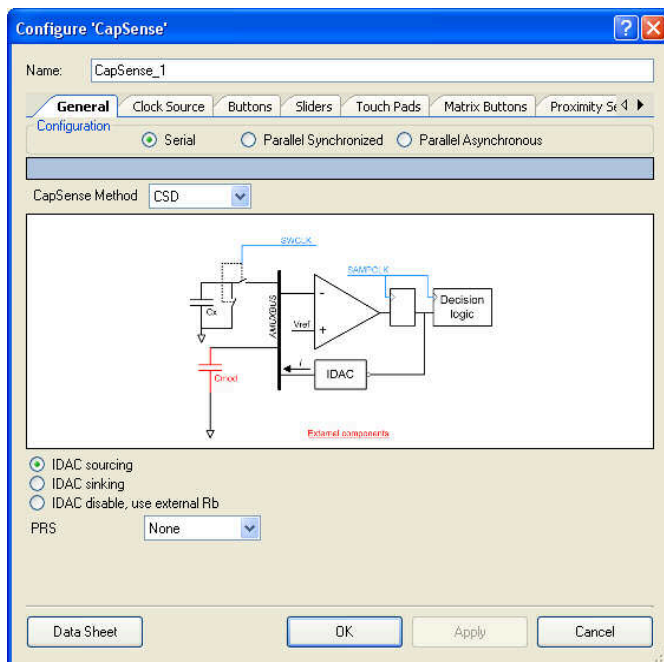 Configure 'CapSense'
Name: CapSense_1
General Clock Source Buttons Sliders Touch Pads Matrix Buttons Proximity Se
Configuration
Serial Parallel Synchronized Parallel Asynchronous
CapSense Method CSD
SWCLK
SAMPCLK
Cx
AMUXBUS
Vref
-
+
Decision
logic
i
IDAC
Cmod
External components
IDAC sourcing
IDAC sinking
IDAC disable, use external Rb
PRS None
Data Sheet OK Apply Cancel